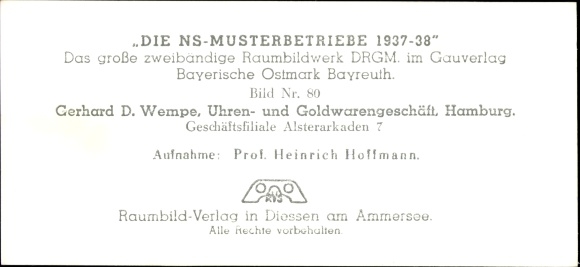 „DIE NS-MUSTERBETRIEBE 1937-38"
Das große zweibändige Raumbildwerk DRGM. im Gauverlag
Bayerische Ostmark Bayreuth.
Bild Nr. 80
Gerhard D. Wempe, Uhren- und Goldwarengeschäft, Hamburg.
Geschäftsfiliale Alsterarkaden 7
Aufnahme: Prof. Heinrich Hoffmann.
Raumbild-Verlag in Diessen am Ammersee.
Alle Rechte vorbehalten.